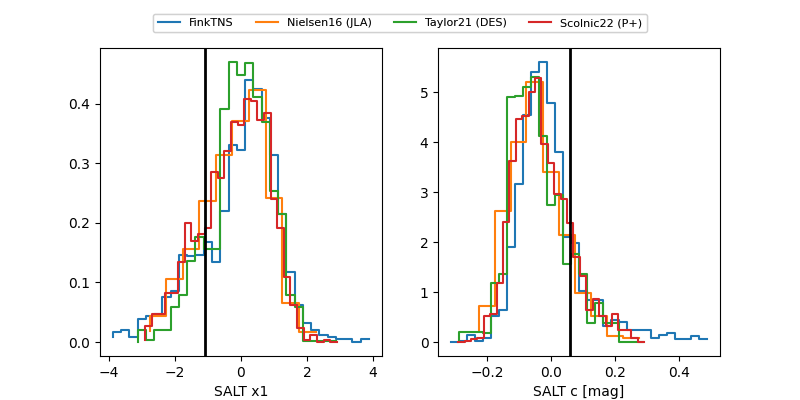 FinkTNS Nielsen16 (JLA) Taylor21 (DES) Scolnic22 (P+)
0.4
0.3
0.2
0.1
0.0
−4 −2 0 2 4
SALT x1
5
4
3
2
1
0
−0.2 0.0 0.2 0.4
SALT c [mag]